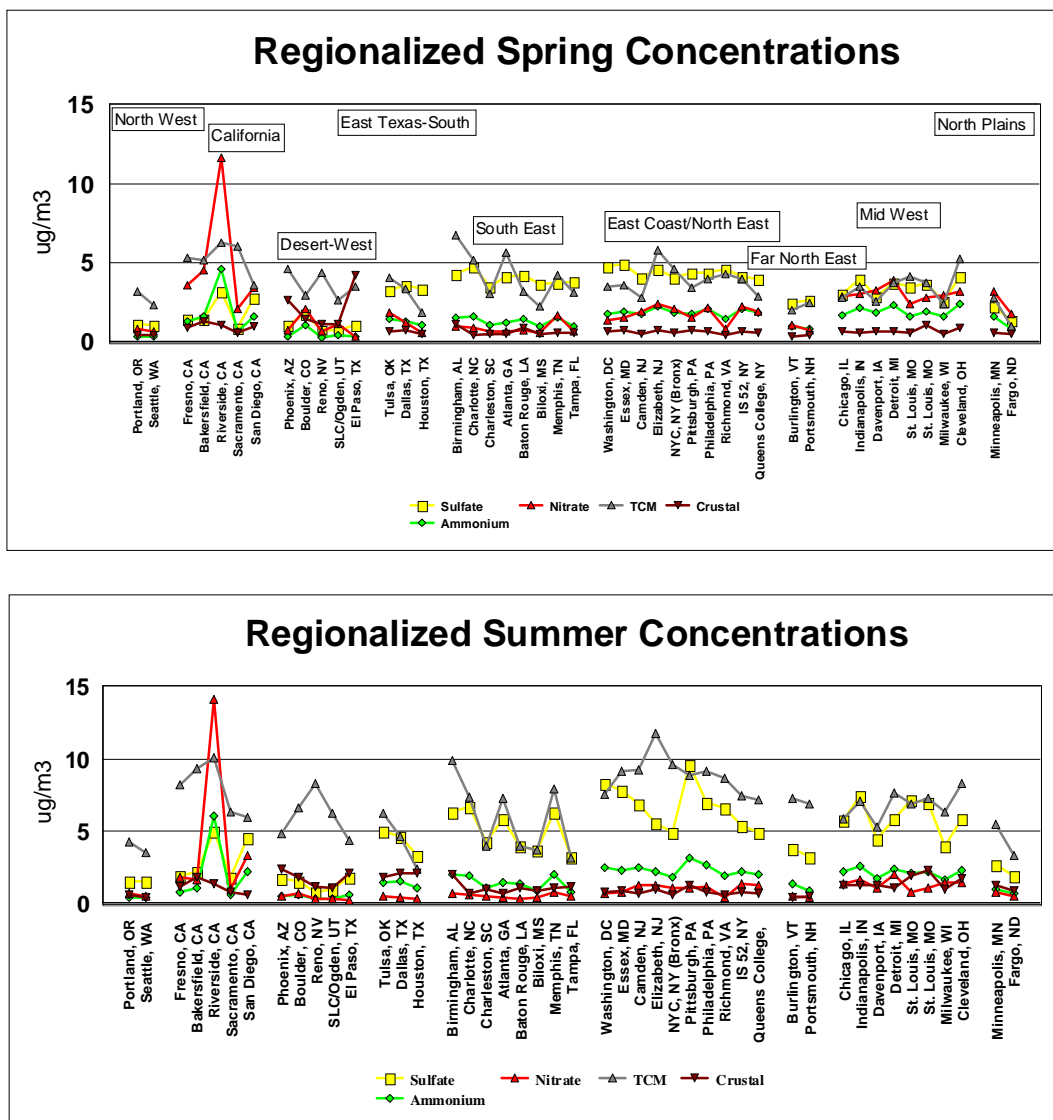 Regionalized Spring Concentrations
15
10
5
0
ug/m3
North West
California
East Texas-South
North Plains
Desert-West
South East
East Coast/North East
Mid West
Far North East
Portland, OR
Seattle, WA
Fresno, CA
Bakersfield, CA
Riverside, CA
Sacramento, CA
San Diego, CA
Phoenix, AZ
Boulder, CO
Reno, NV
SLC/Ogden, UT
El Paso, TX
Tulsa, OK
Dallas, TX
Houston, TX
Birmingham, AL
Charlotte, NC
Charleston, SC
Atlanta, GA
Baton Rouge, LA
Biloxi, MS
Memphis, TN
Tampa, FL
Washington, DC
Essex, MD
Camden, NJ
Elizabeth, NJ
NYC, NY (Bronx)
Pittsburgh, PA
Philadelphia, PA
Richmond, VA
IS 52, NY
Queens College, NY
Burlington, VT
Portsmouth, NH
Chicago, IL
Indianapolis, IN
Davenport, IA
Detroit, MI
St. Louis, MO
St. Louis, MO
Milwaukee, WI
Cleveland, OH
Minneapolis, MN
Fargo, ND
Sulfate Nitrate TCM Crustal
Ammonium
Regionalized Summer Concentrations
15
10
5
0
ug/m3
Portland, OR
Seattle, WA
Fresno, CA
Bakersfield, CA
Riverside, CA
Sacramento, CA
San Diego, CA
Phoenix, AZ
Boulder, CO
Reno, NV
SLC/Ogden, UT
El Paso, TX
Tulsa, OK
Dallas, TX
Houston, TX
Birmingham, AL
Charlotte, NC
Charleston, SC
Atlanta, GA
Baton Rouge, LA
Biloxi, MS
Memphis, TN
Tampa, FL
Washington, DC
Essex, MD
Camden, NJ
Elizabeth, NJ
NYC, NY (Bronx)
Pittsburgh, PA
Philadelphia, PA
Richmond, VA
IS 52, NY
Queens College,
Burlington, VT
Portsmouth, NH
Chicago, IL
Indianapolis, IN
Davenport, IA
Detroit, MI
St. Louis, MO
St. Louis, MO
Milwaukee, WI
Cleveland, OH
Minneapolis, MN
Fargo, ND
Sulfate Nitrate TCM Crustal
Ammonium